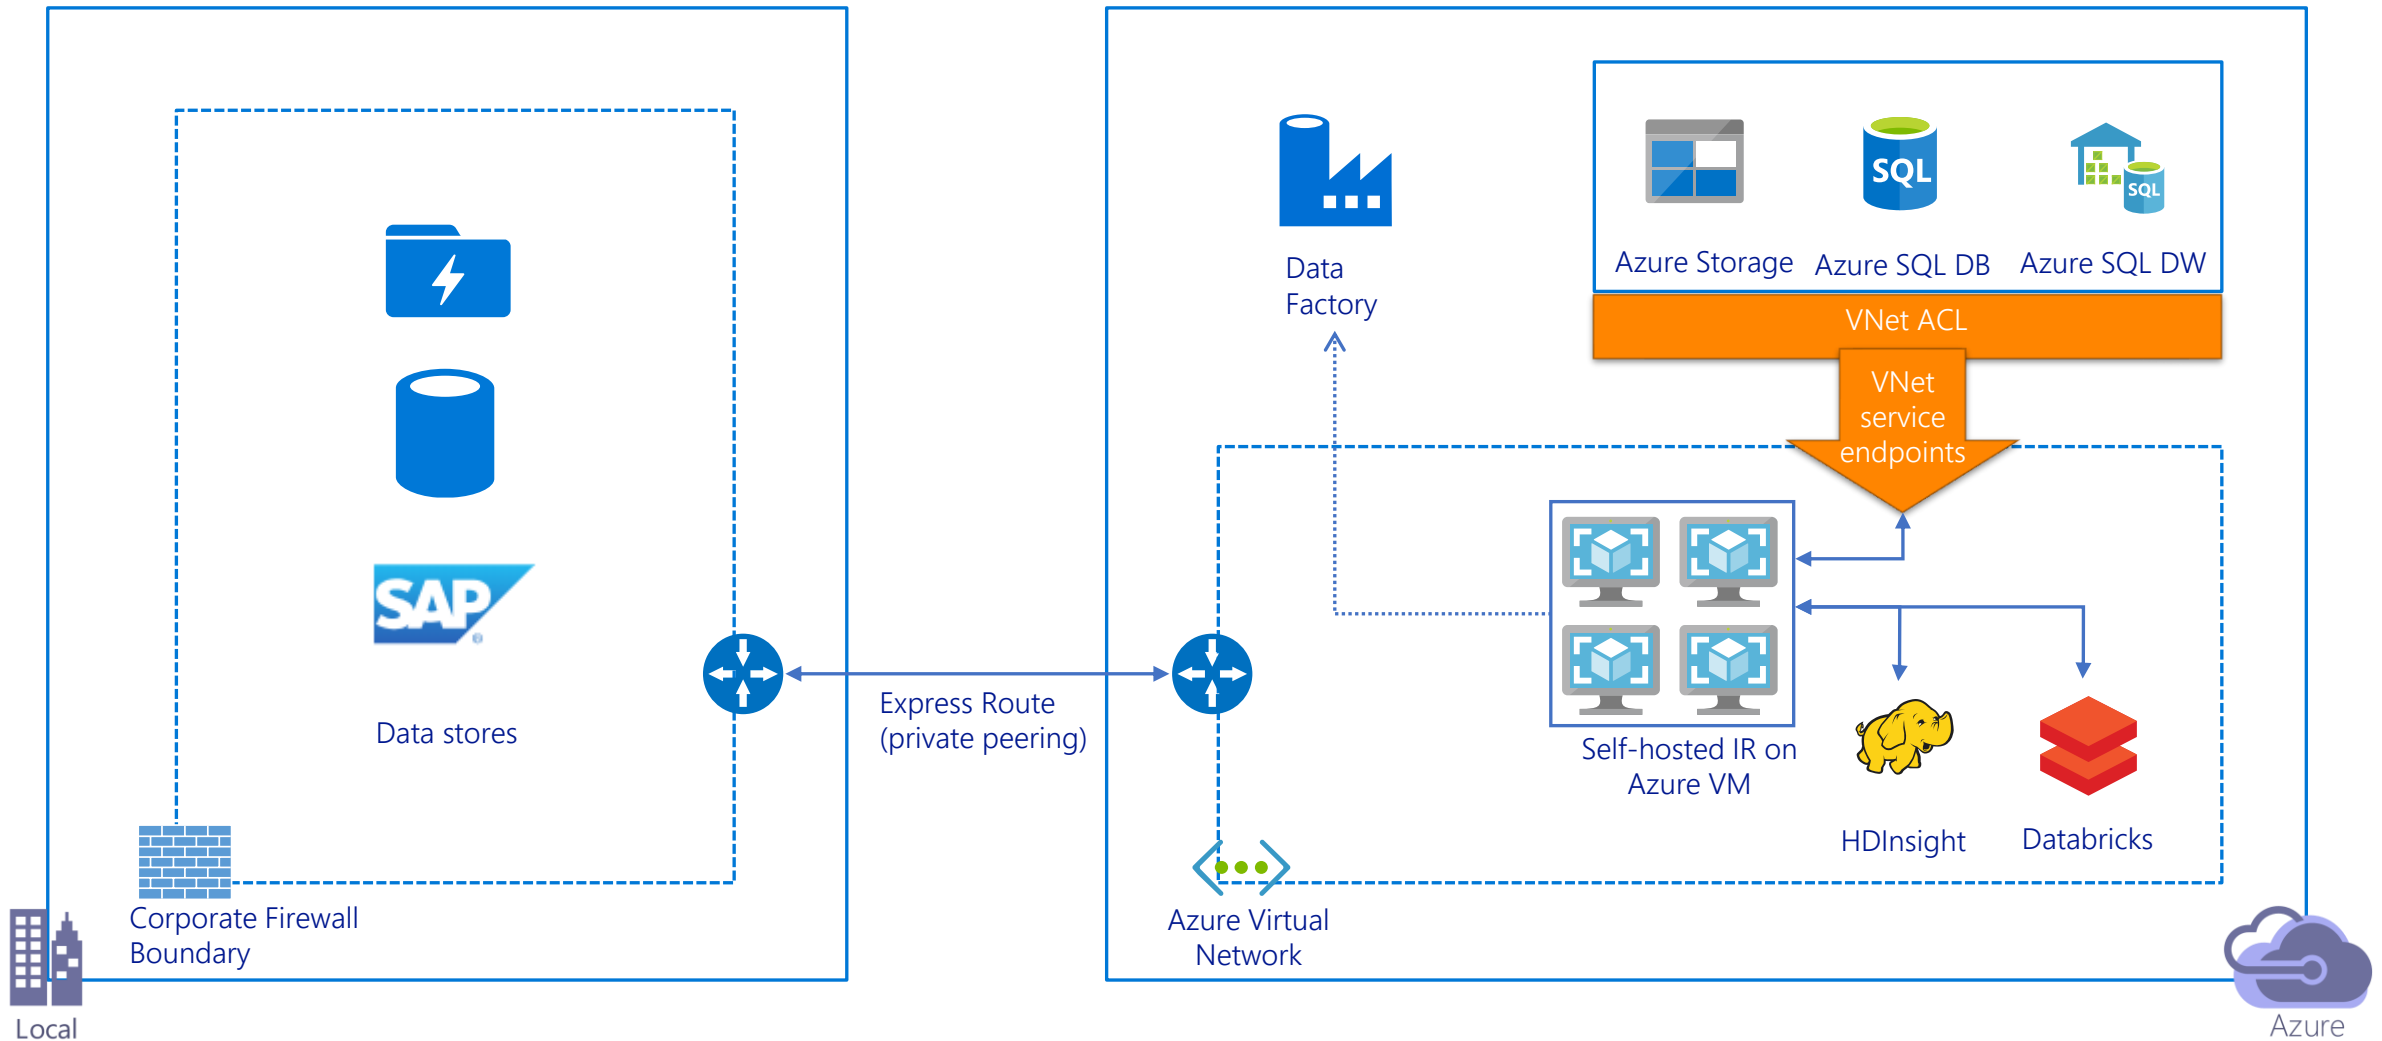 SAP
Data stores
Corporate Firewall
Boundary
Local
Express Route
(private peering)
Data
Factory
SQL
SQL
Azure Storage
Azure SQL DB
Azure SQL DW
VNet ACL
VNet
service
endpoints
Self-hosted IR on
Azure VM
HDInsight
Databricks
Azure Virtual
Network
Azure